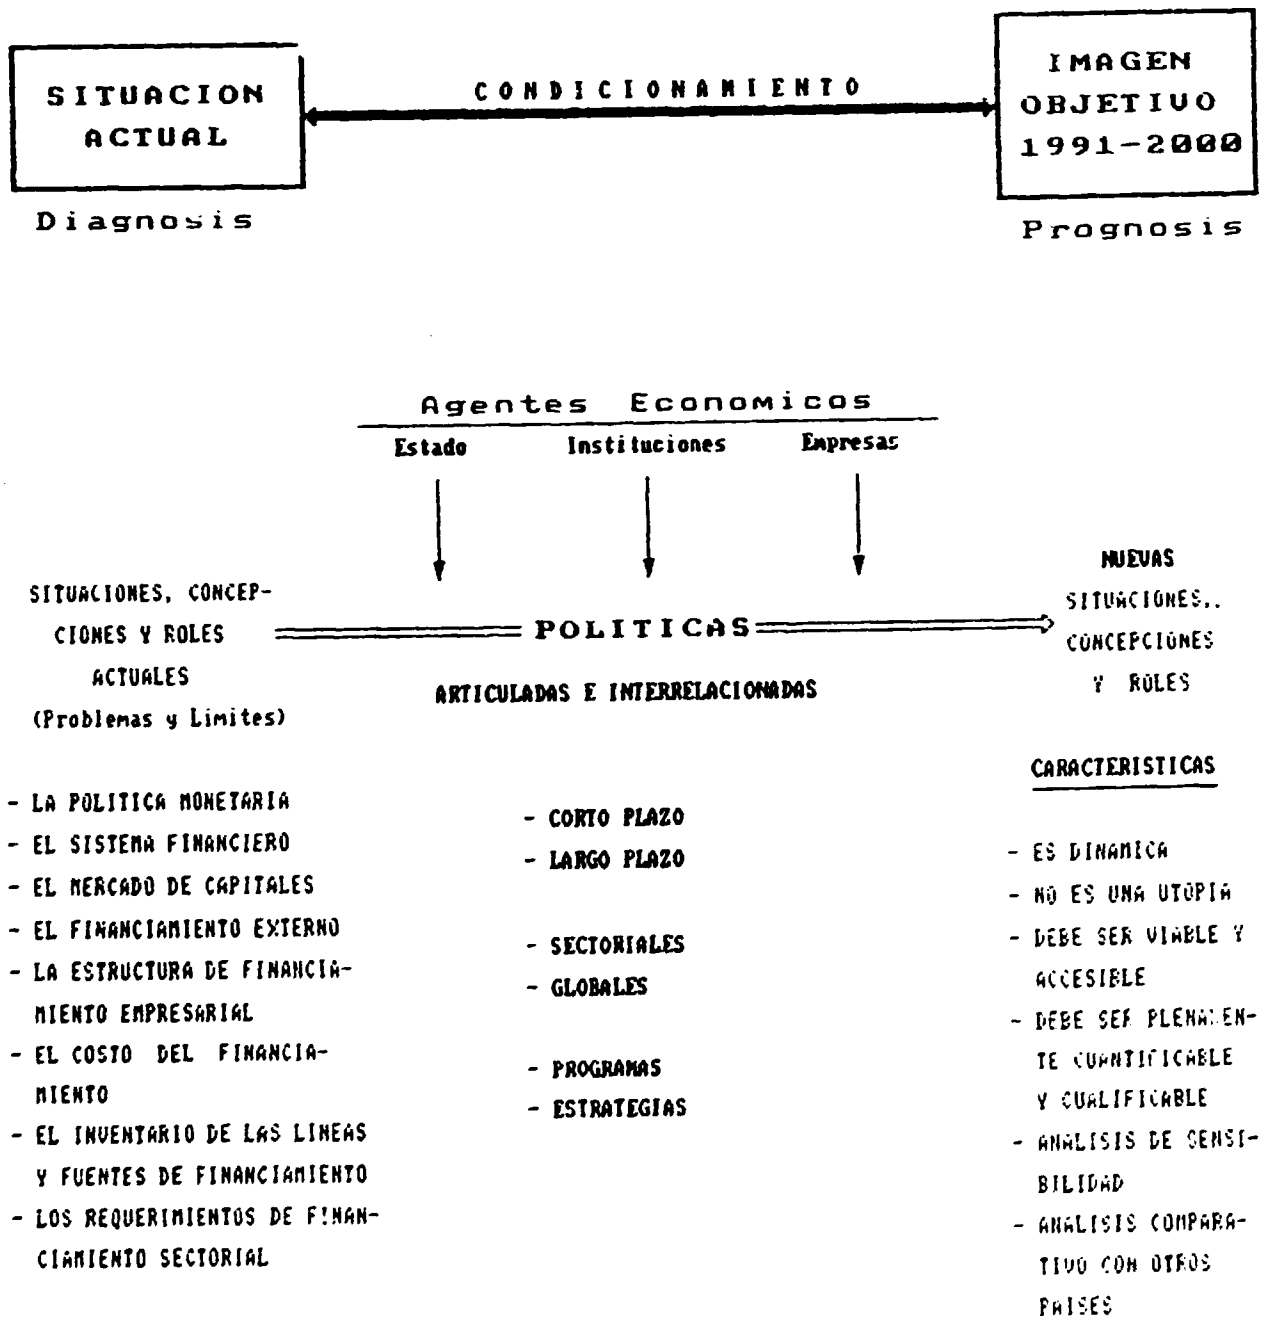 SITUACION
ACTUAL
Diagnosis
CONDICIONAMIENTO
IMAGEN
OBJETIVO
1991-2000
Prognosis
Agentes Economicos
Estado Instituciones Empresas
SITUACIONES, CONCEP-
CIONES Y ROLES
ACTUALES
(Problemas y Limites)
POLITICAS
ARTICULADAS E INTERRELACIONADAS
NUEVAS
SITUACIONES,.
CONCEPCIONES
Y ROLES
- LA POLITICA MONETARIA
- EL SISTEMA FINANCIERO
- EL MERCADO DE CAPITALES
- EL FINANCIAMIENTO EXTERNO
- LA ESTRUCTURA DE FINANCIA-
MIENTO EMPRESARIAL
- EL COSTO DEL FINANCIA-
MIENTO
- EL INVENTARIO DE LAS LINEAS
Y FUENTES DE FINANCIAMIENTO
- LOS REQUERIMIENTOS DE FINAN-
CIAMIENTO SECTORIAL
- CORTO PLAZO
- LARGO PLAZO
- SECTORIALES
- GLOBALES
- PROGRAMAS
- ESTRATEGIAS
CARACTERISTICAS
- ES DINAMICA
- NO ES UNA UTOPIA
- DEBE SER VIABLE Y
ACCESIBLE
- DEBE SER PLENAMEN-
TE CUANTIFICABLE
Y CUALIFICABLE
- ANALISIS DE SENSI-
BILIDAD
- ANALISIS COMPARA-
TIVO CON OTROS
PAISES